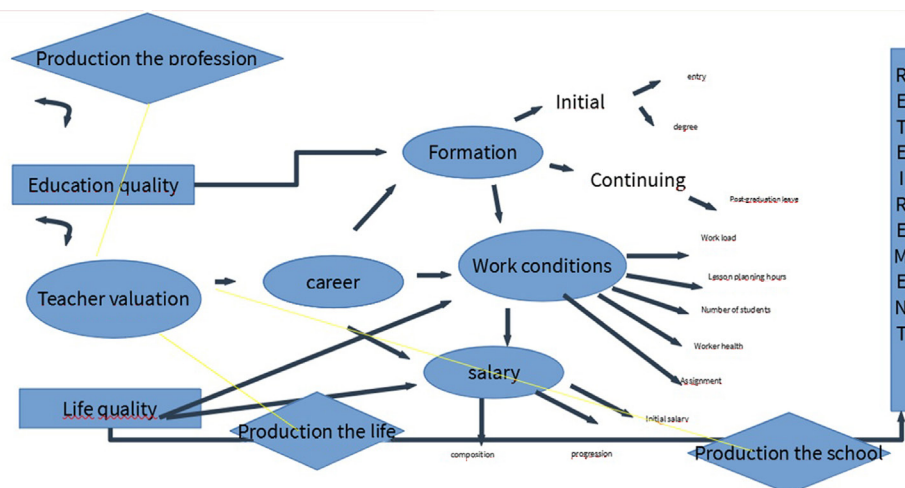 Production the profession
Initial
entry
degree
Formation
Education quality
Continuing
Post-graduation leave
Work load
career
Work conditions
Lesson planning hours
Teacher valuation
Number of students
Worker health
salary
Assignment
Life quality
Initial salary
Production the life
composition
progression
Production the school
RETEIREMENT